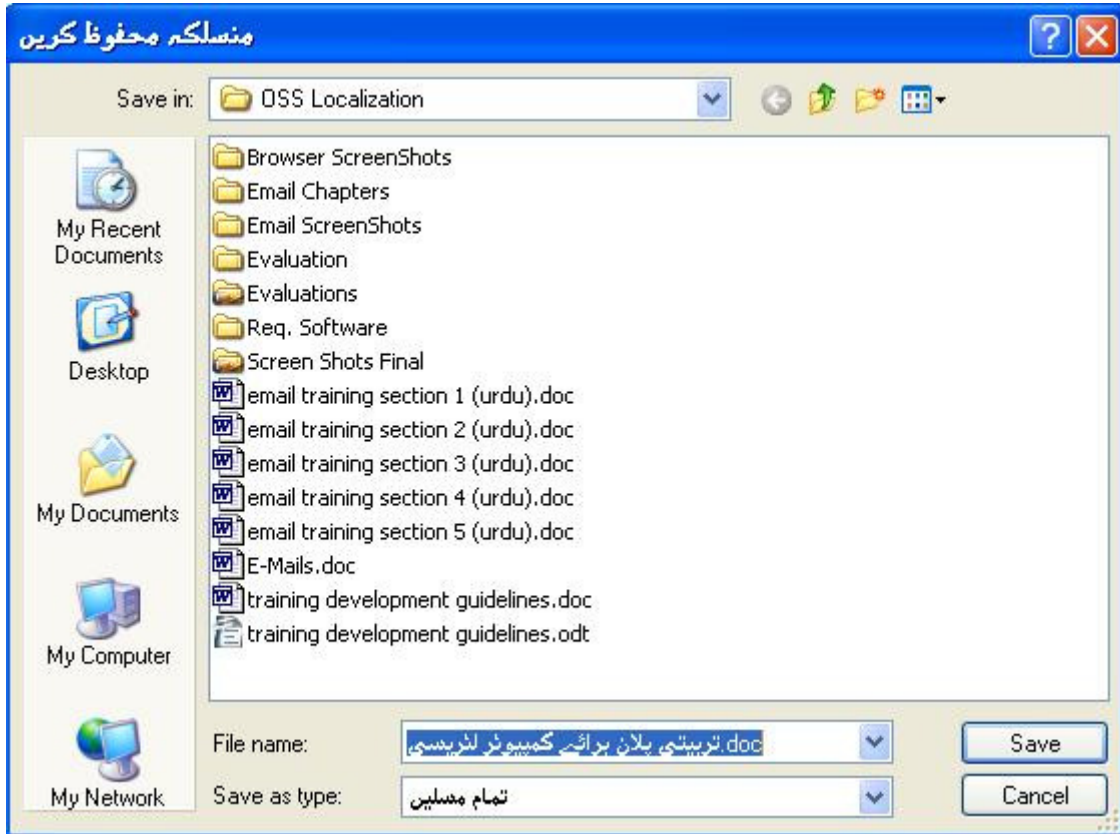 منسلکہ محفوظ کریں
Save in: OSS Localization
My Recent Documents
Desktop
My Documents
My Computer
My Network
Browser ScreenShots
Email Chapters
Email ScreenShots
Evaluation
Evaluations
Req. Software
Screen Shots Final
email training section 1 (urdu).doc
email training section 2 (urdu).doc
email training section 3 (urdu).doc
email training section 4 (urdu).doc
email training section 5 (urdu).doc
E-Mails.doc
training development guidelines.doc
training development guidelines.odt
File name: تربیتی پلان برائے کمپیوٹر لٹریسی.doc Save
Save as type: تمام مسلیں Cancel